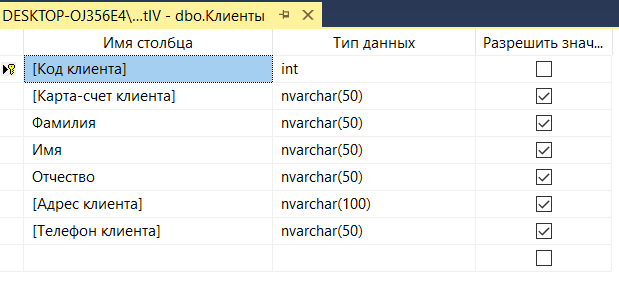 DESKTOP-OJ356E4\...tIV - dbo.Клиенты
Имя столбца Тип данных Разрешить знач...
[Код клиента] int
[Карта-счет клиента] nvarchar(50)
Фамилия nvarchar(50)
Имя nvarchar(50)
Отчество nvarchar(50)
[Адрес клиента] nvarchar(100)
[Телефон клиента] nvarchar(50)